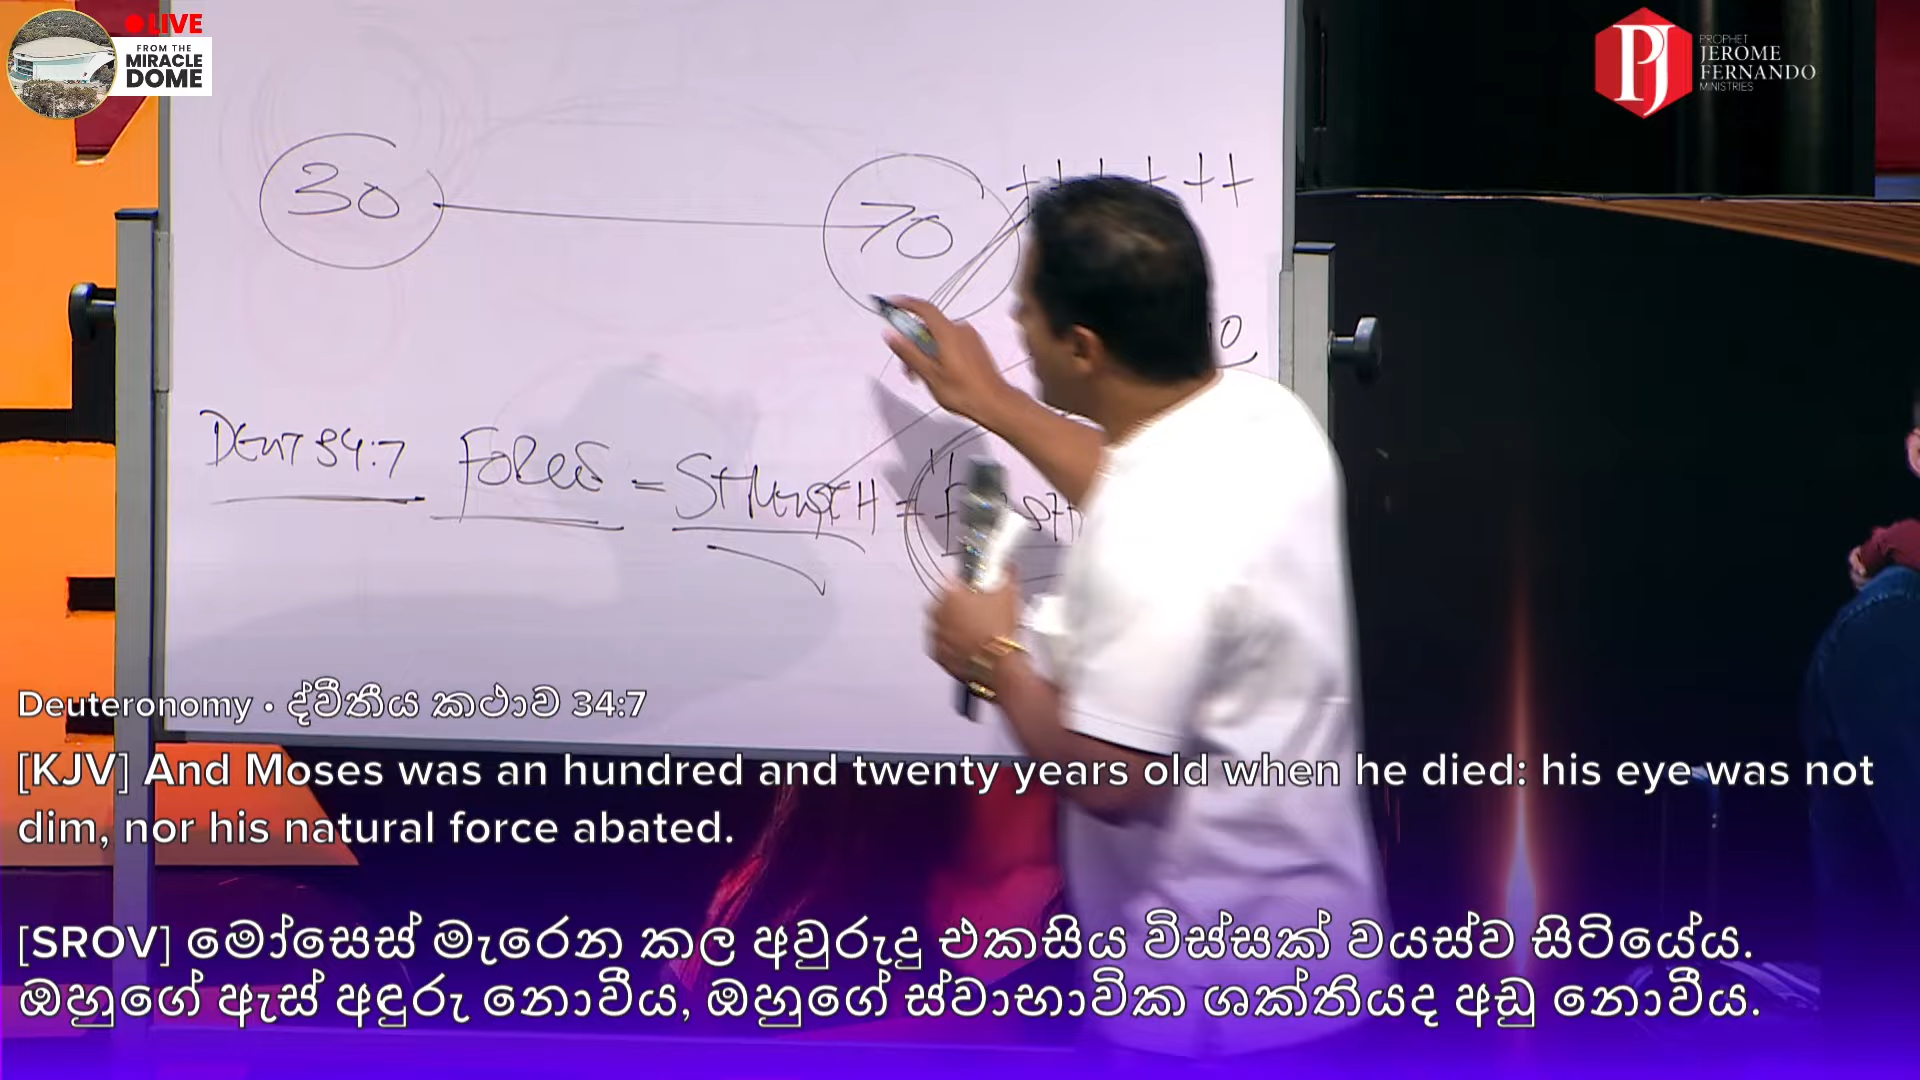 LIVE
FROM THE
MIRACLE
DOME
PROPHET
JEROME
FERNANDO
MINISTRIES
PJ
30
70
DEUT 34:7 FORCE = STRENGTH =
Deuteronomy • ද්විතීය කථාව 34:7
[KJV] And Moses was an hundred and twenty years old when he died: his eye was not
dim, nor his natural force abated.
[SROV] මෝසෙස් මැරෙන කල අවුරුදු එකසිය විස්සක් වයස්ව සිටියේය.
ඔහුගේ ඇස් අඳුරු නොවීය, ඔහුගේ ස්වාභාවික ශක්තියද අඩු නොවීය.